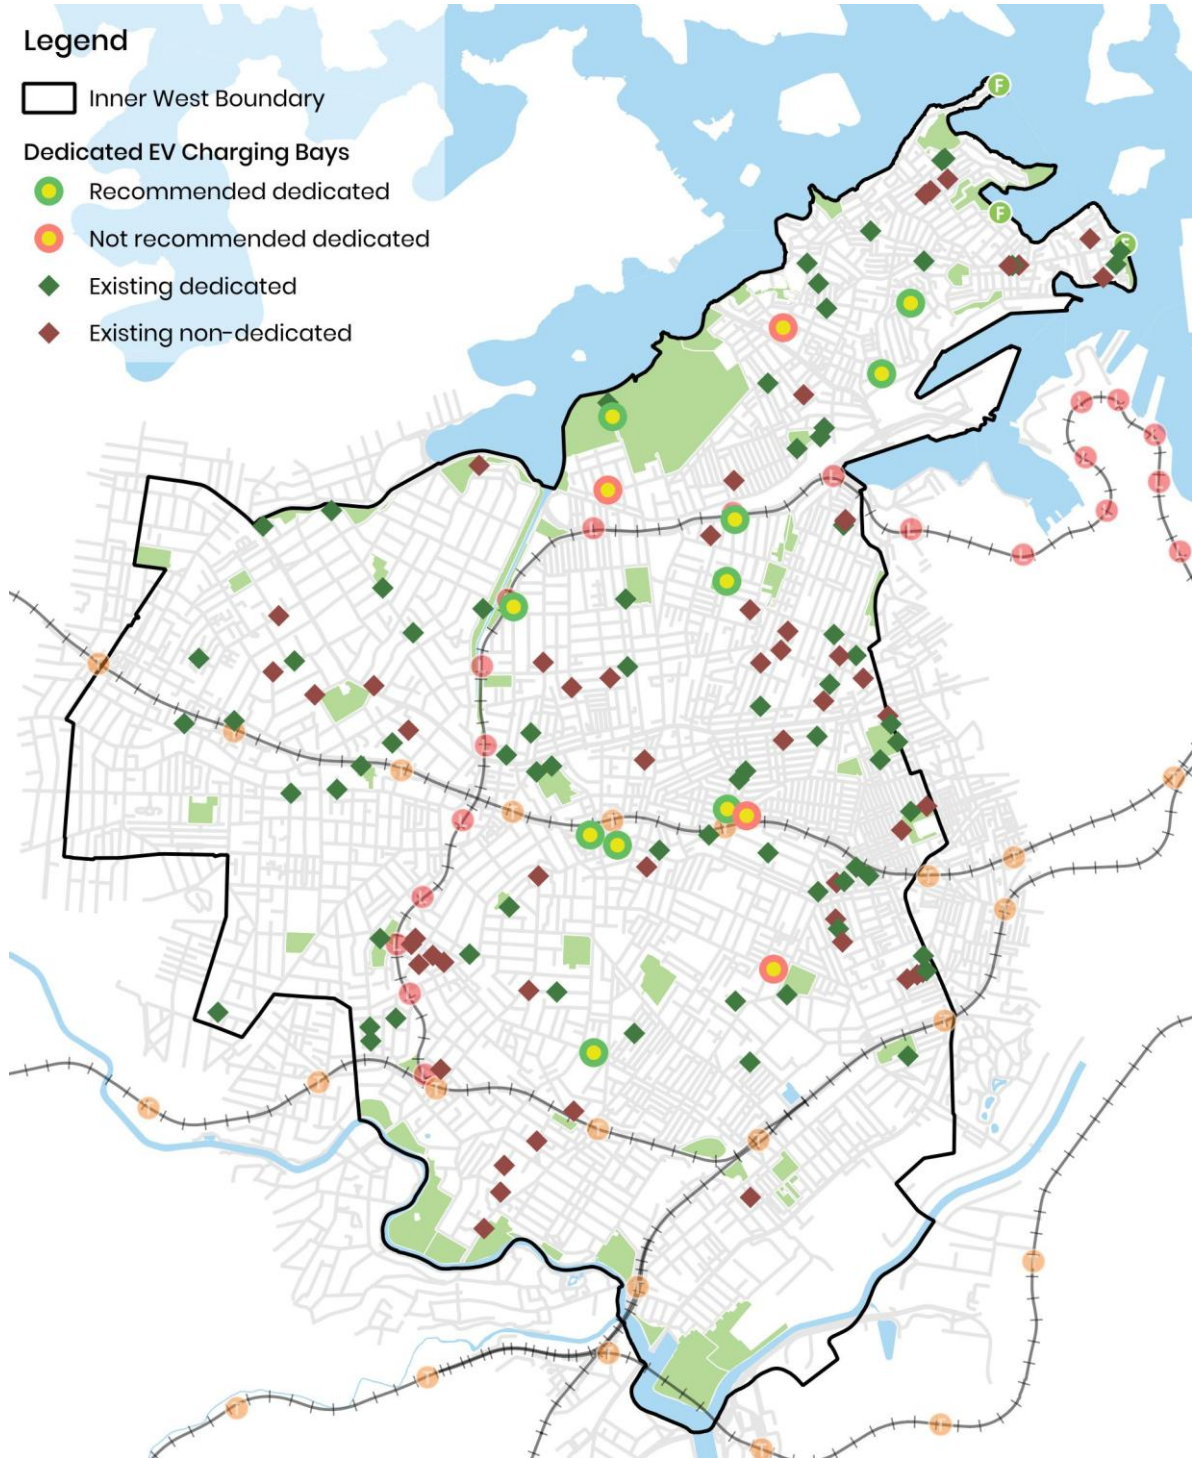 Legend
Inner West Boundary
Dedicated EV Charging Bays
Recommended dedicated
Not recommended dedicated
Existing dedicated
Existing non-dedicated
F
F
F